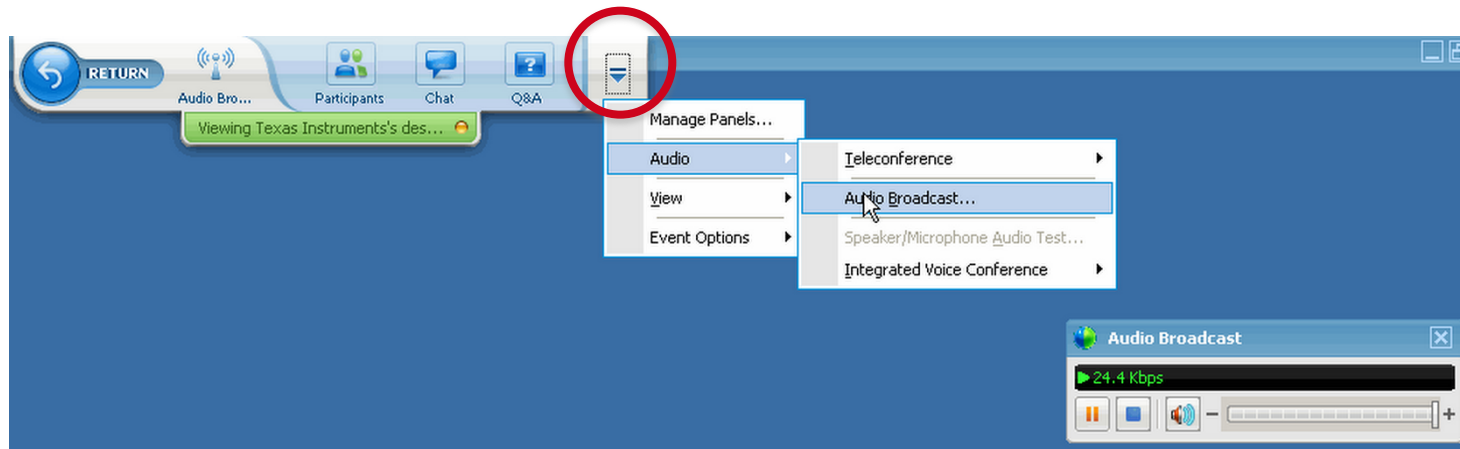 RETURN
Audio Bro...
Participants
Chat
Q&A
Viewing Texas Instruments's des...
Manage Panels...
Audio
View
Event Options
Teleconference
Audio Broadcast...
Speaker/Microphone Audio Test...
Integrated Voice Conference
Audio Broadcast
24.4 Kbps